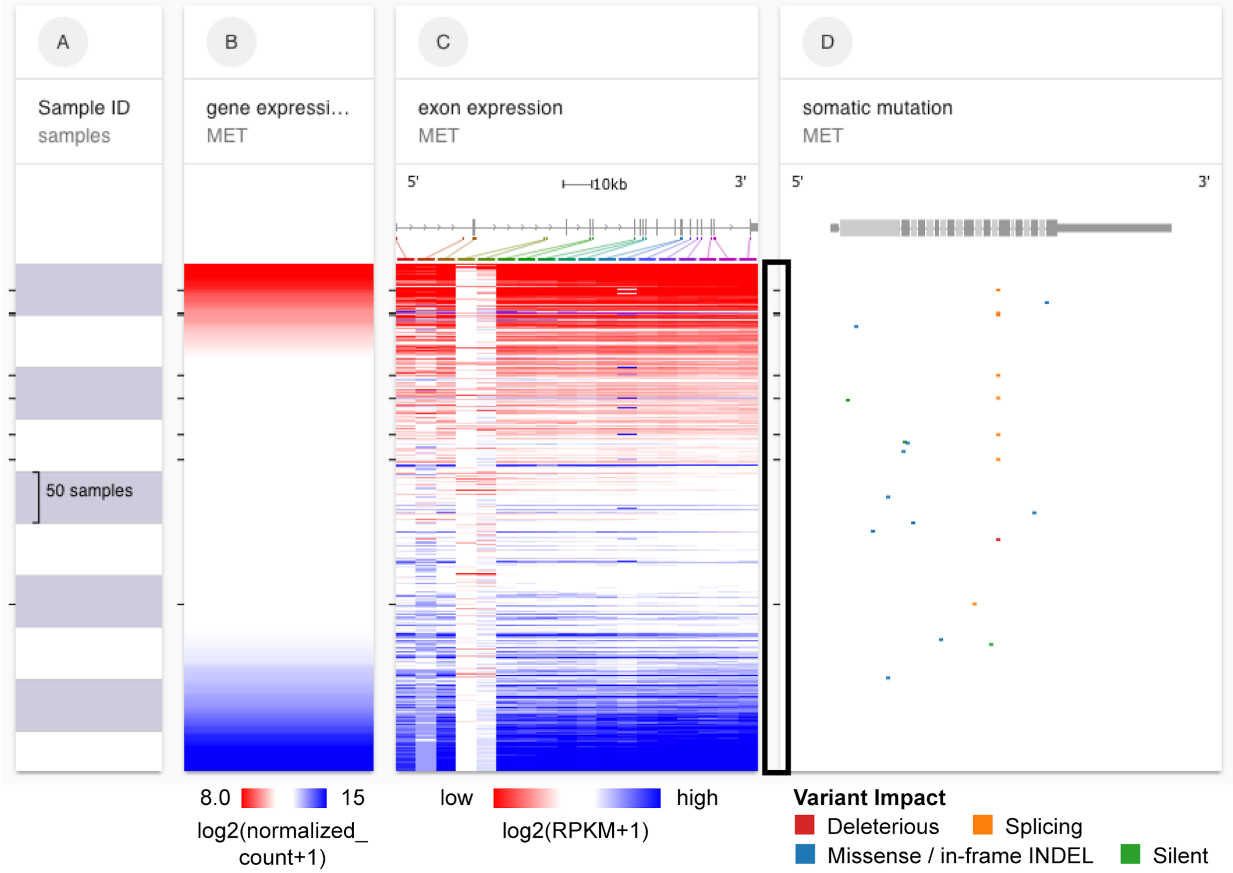 A
B
C
D
Sample ID
samples
gene expressi…
MET
exon expression
MET
somatic mutation
MET
5'
10kb
3'
5'
3'
50 samples
8.0
15
log2(normalized_
count+1)
low
high
log2(RPKM+1)
Variant Impact
Deleterious
Splicing
Missense / in-frame INDEL
Silent